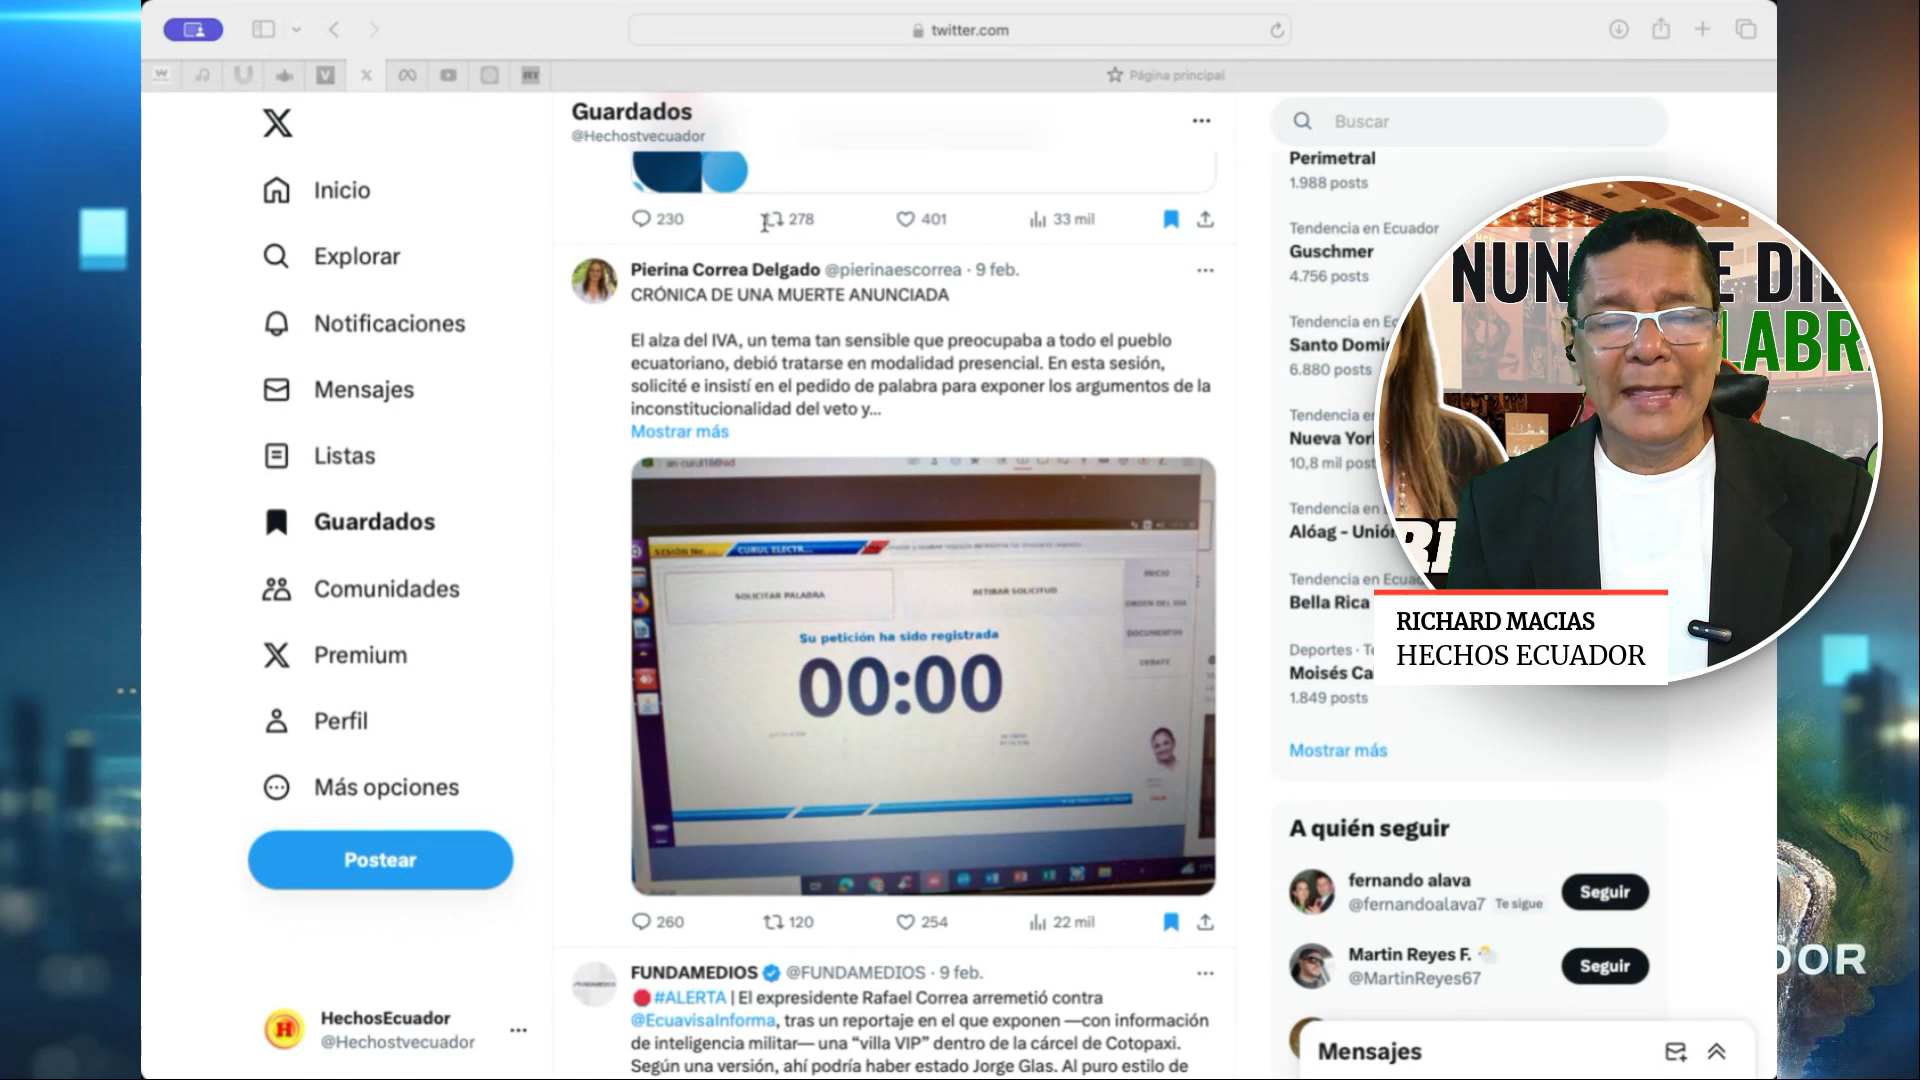 twitter.com
Página principal
Inicio
Explorar
Notificaciones
Mensajes
Listas
Guardados
Comunidades
Premium
Perfil
Más opciones
Postear
HechosEcuador
@Hechostvecuador
Guardados
@Hechostvecuador
230 278 401 33 mil
Pierina Correa Delgado @pierinaescorrea · 9 feb.
CRÓNICA DE UNA MUERTE ANUNCIADA
El alza del IVA, un tema tan sensible que preocupaba a todo el pueblo
ecuatoriano, debió tratarse en modalidad presencial. En esta sesión,
solicité e insistí en el pedido de palabra para exponer los argumentos de la
inconstitucionalidad del veto y...
Mostrar más
SESIÓN No.
CURUL ELECTR...
SOLICITAR PALABRA
RETIRAR SOLICITUD
INICIO
ORDEN DEL DIA
DOCUMENTOS
DEBATE
Su petición ha sido registrada
00:00
260 120 254 22 mil
FUNDAMEDIOS @FUNDAMEDIOS · 9 feb.
#ALERTA | El expresidente Rafael Correa arremetió contra
@EcuavisaInforma, tras un reportaje en el que exponen —con información
de inteligencia militar— una “villa VIP” dentro de la cárcel de Cotopaxi.
Según una versión, ahí podría haber estado Jorge Glas. Al puro estilo de
Buscar
Perimetral
1.988 posts
Tendencia en Ecuador
Guschmer
4.756 posts
Tendencia en Ec
Santo Domi
6.880 posts
Tendencia e
Nueva Yor
10,8 mil post
Tendencia en
Alóag - Unió
Tendencia en Ecua
Bella Rica
Deportes · Te
Moisés Ca
1.849 posts
Mostrar más
A quién seguir
fernando alava
@fernandoalava7 Te sigue
Seguir
Martin Reyes F.
@MartinReyes67
Seguir
Mensajes
NUN E DIE
LABR
RICHARD MACIAS
HECHOS ECUADOR
DOR